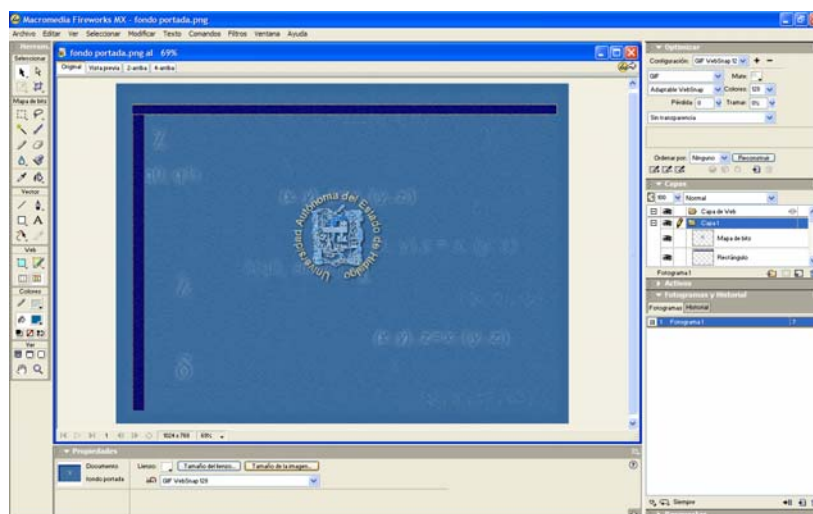 Macromedia Fireworks MX - fondo portada.png
Archivo Editar Ver Seleccionar Modificar Texto Comandos Filtros Ventana Ayuda
Herram.
Seleccionar
Mapa de bits
Vector
Web
Colores
Ver
fondo portada.png al 69%
Original Vista previa 2-arriba 4-arriba
Universidad Autónoma del Estado de Hidalgo
1 1024 x 768 69%
Propiedades
Documento
fondo portada
Lienzo: Tamaño del lienzo... Tamaño de la imagen...
GIF WebSnap 128
Optimizar
Configuración: GIF WebSnap 12
GIF Mate:
Adaptable WebSnap Colores: 128
Pérdida: 0 Tramar: 0%
Sin transparencia
Ordenar por: Ninguno Reconstruir
Capas
100 Normal
Capa de Web
Capa 1
Mapa de bits
Rectángulo
Fotograma 1
Activos
Fotogramas y Historial
Fotogramas Historial
1 Fotograma 1 7
Siempre